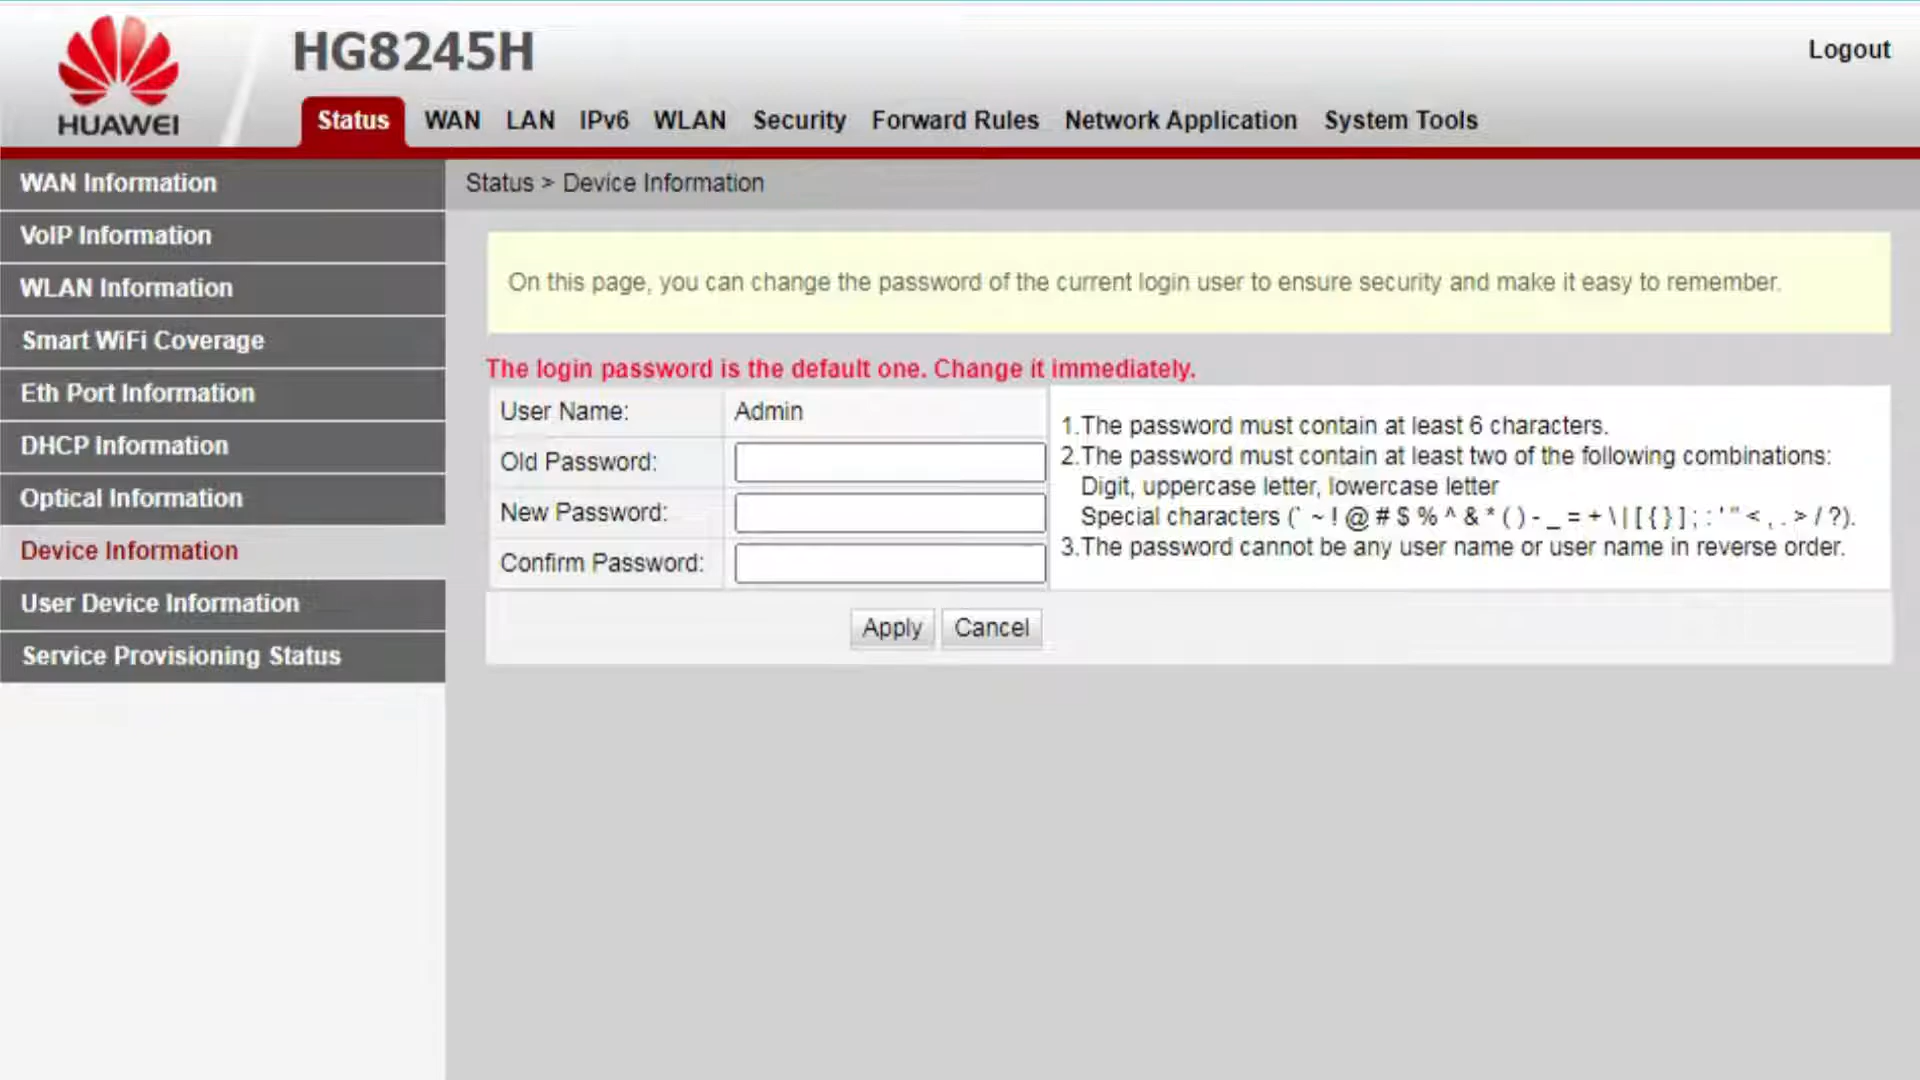 HUAWEI
HG8245H
Logout
Status WAN LAN IPv6 WLAN Security Forward Rules Network Application System Tools
WAN Information
VoIP Information
WLAN Information
Smart WiFi Coverage
Eth Port Information
DHCP Information
Optical Information
Device Information
User Device Information
Service Provisioning Status
Status > Device Information
On this page, you can change the password of the current login user to ensure security and make it easy to remember.
The login password is the default one. Change it immediately.
User Name: Admin
Old Password:
New Password:
Confirm Password:
1.The password must contain at least 6 characters.
2.The password must contain at least two of the following combinations:
Digit, uppercase letter, lowercase letter
Special characters (` ~ ! @ # $ % ^ & * ( ) - _ = + \ | [ { } ] ; : ' " < , . > / ?).
3.The password cannot be any user name or user name in reverse order.
Apply Cancel